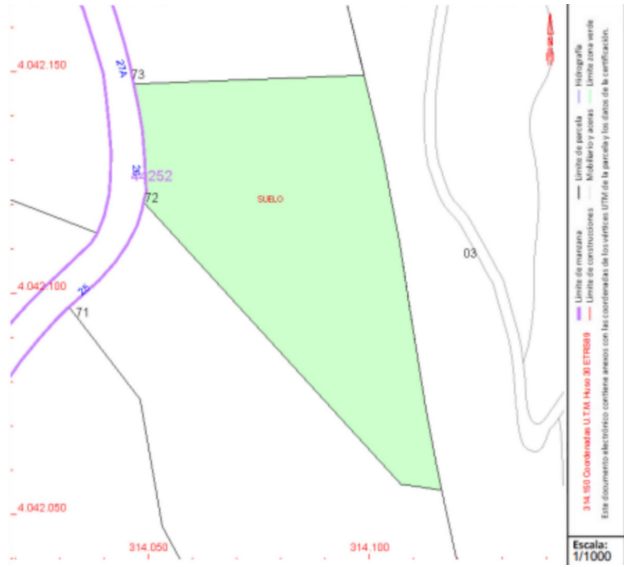 4.042.150
73
27A
26
44252
72
SUELO
03
4.042.100
25
71
4.042.050
314.050
314.100
Hidrografía
Límite zona verde
Límite de parcela
Mobiliario y aceras
Límite de manzana
Límite de construcciones
314.150 Coordenadas U.T.M. Huso 30 ETRS89
Este documento electrónico contiene anexos con las coordenadas de los vértices UTM de la parcela y los datos de la certificación.
Escala:
1/1000